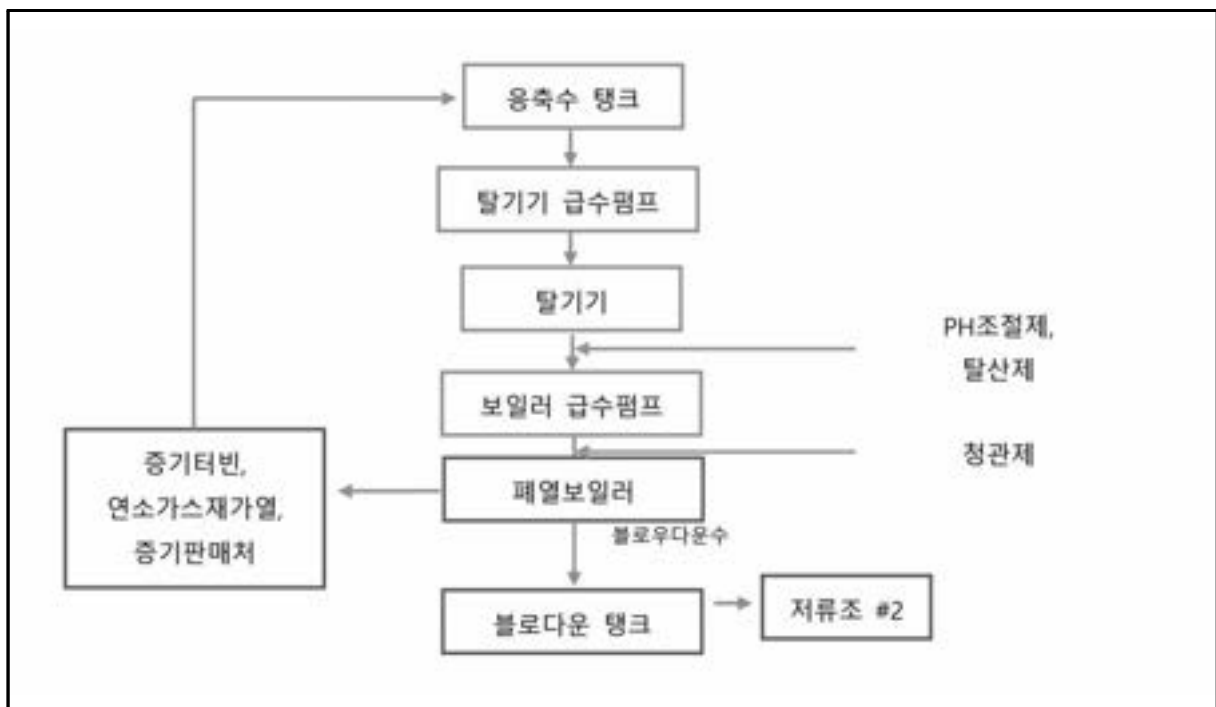 응축수 탱크
탈기기 급수펌프
탈기기
PH조절제,
탈산제
보일러 급수펌프
청관제
증기터빈,
연소가스재가열,
증기판매처
폐열보일러
블로우다운수
블로다운 탱크
저류조 #2